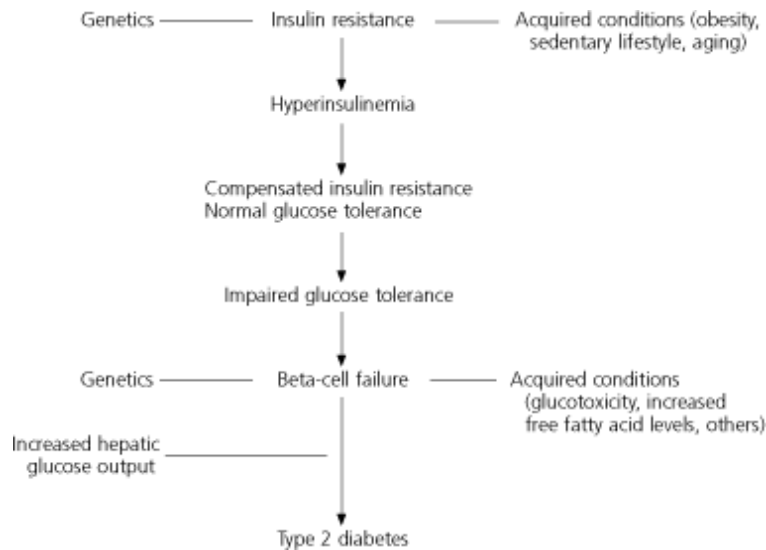 Genetics
Insulin resistance
Acquired conditions (obesity,
sedentary lifestyle, aging)
Hyperinsulinemia
Compensated insulin resistance
Normal glucose tolerance
Impaired glucose tolerance
Genetics
Beta-cell failure
Acquired conditions
(glucotoxicity, increased
free fatty acid levels, others)
Increased hepatic
glucose output
Type 2 diabetes